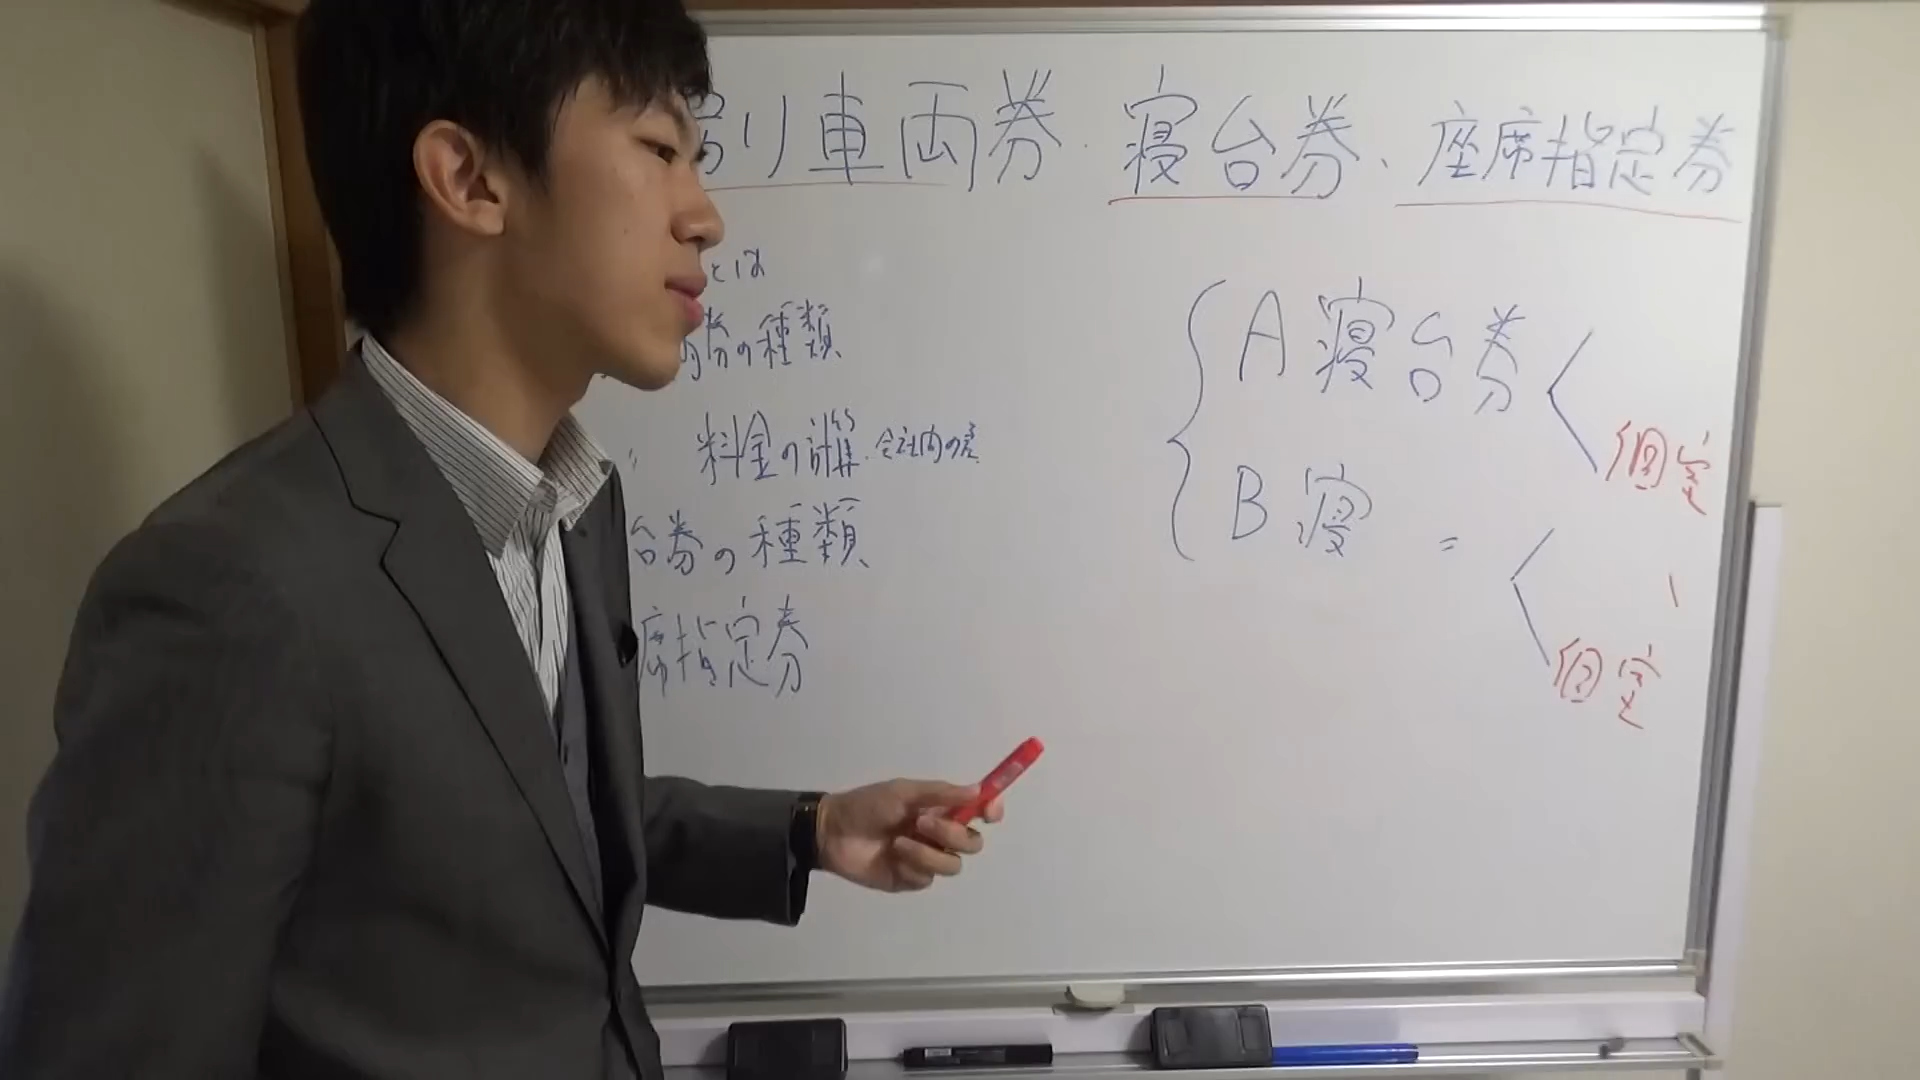 り車両券・寝台券、座席指定券
とは
券の種類、
〃 料金の計算・会社内の差
台券の種類、
席指定券
A寝台券
個室
B寝 〃
個室